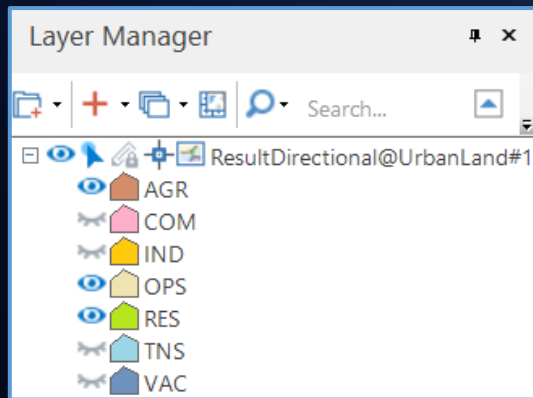 Layer Manager
Search...
ResultDirectional@UrbanLand#1
AGR
COM
IND
OPS
RES
TNS
VAC